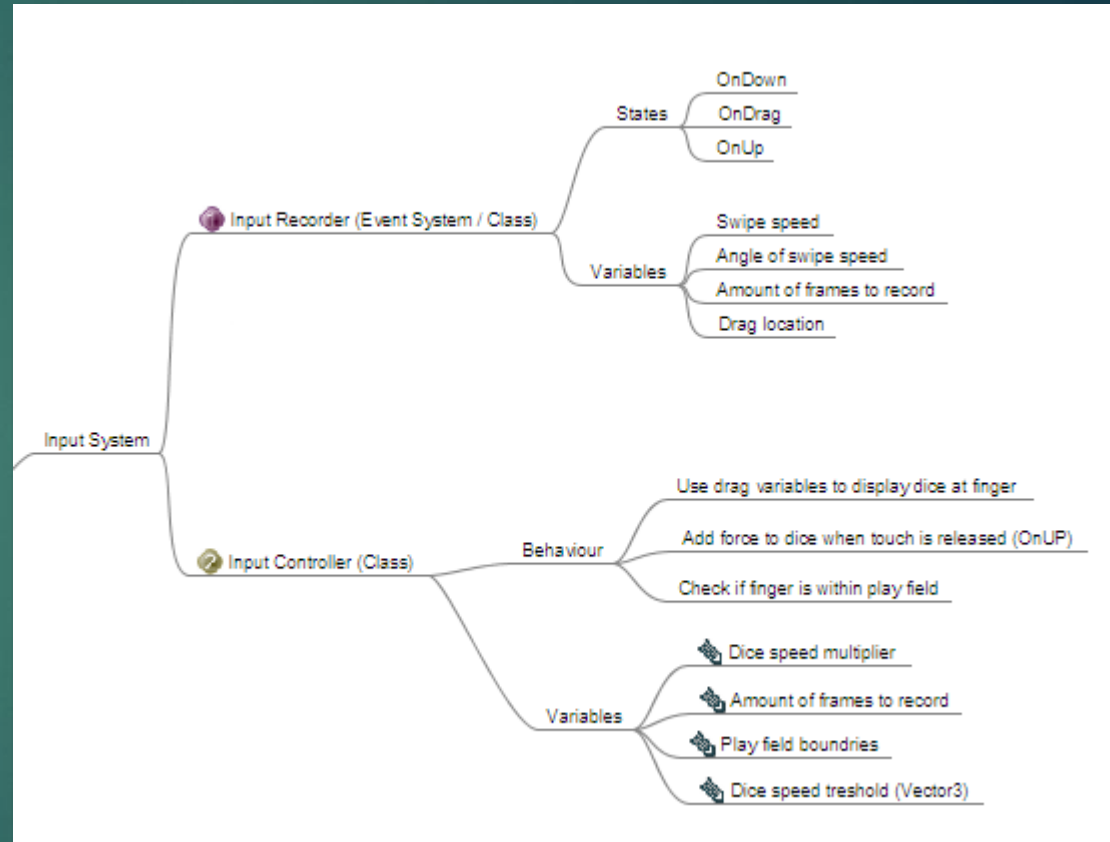 OnDown
States
OnDrag
OnUp
Input Recorder (Event System / Class)
Swipe speed
Angle of swipe speed
Variables
Amount of frames to record
Drag location
Input System
Use drag variables to display dice at finger
Add force to dice when touch is released (OnUP)
Behaviour
Input Controller (Class)
Check if finger is within play field
Dice speed multiplier
Amount of frames to record
Variables
Play field boundries
Dice speed treshold (Vector3)